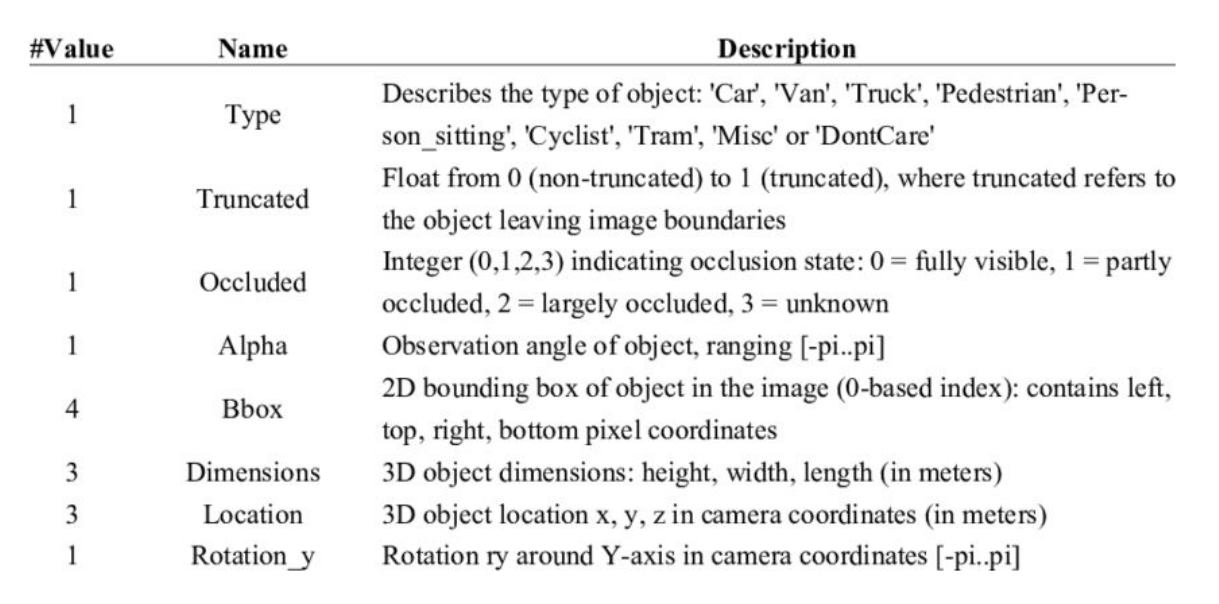 #Value Name Description
1 Type Describes the type of object: 'Car', 'Van', 'Truck', 'Pedestrian', 'Per-
son_sitting', 'Cyclist', 'Tram', 'Misc' or 'DontCare'
1 Truncated Float from 0 (non-truncated) to 1 (truncated), where truncated refers to
the object leaving image boundaries
1 Occluded Integer (0,1,2,3) indicating occlusion state: 0 = fully visible, 1 = partly
occluded, 2 = largely occluded, 3 = unknown
1 Alpha Observation angle of object, ranging [-pi..pi]
4 Bbox 2D bounding box of object in the image (0-based index): contains left,
top, right, bottom pixel coordinates
3 Dimensions 3D object dimensions: height, width, length (in meters)
3 Location 3D object location x, y, z in camera coordinates (in meters)
1 Rotation_y Rotation ry around Y-axis in camera coordinates [-pi..pi]